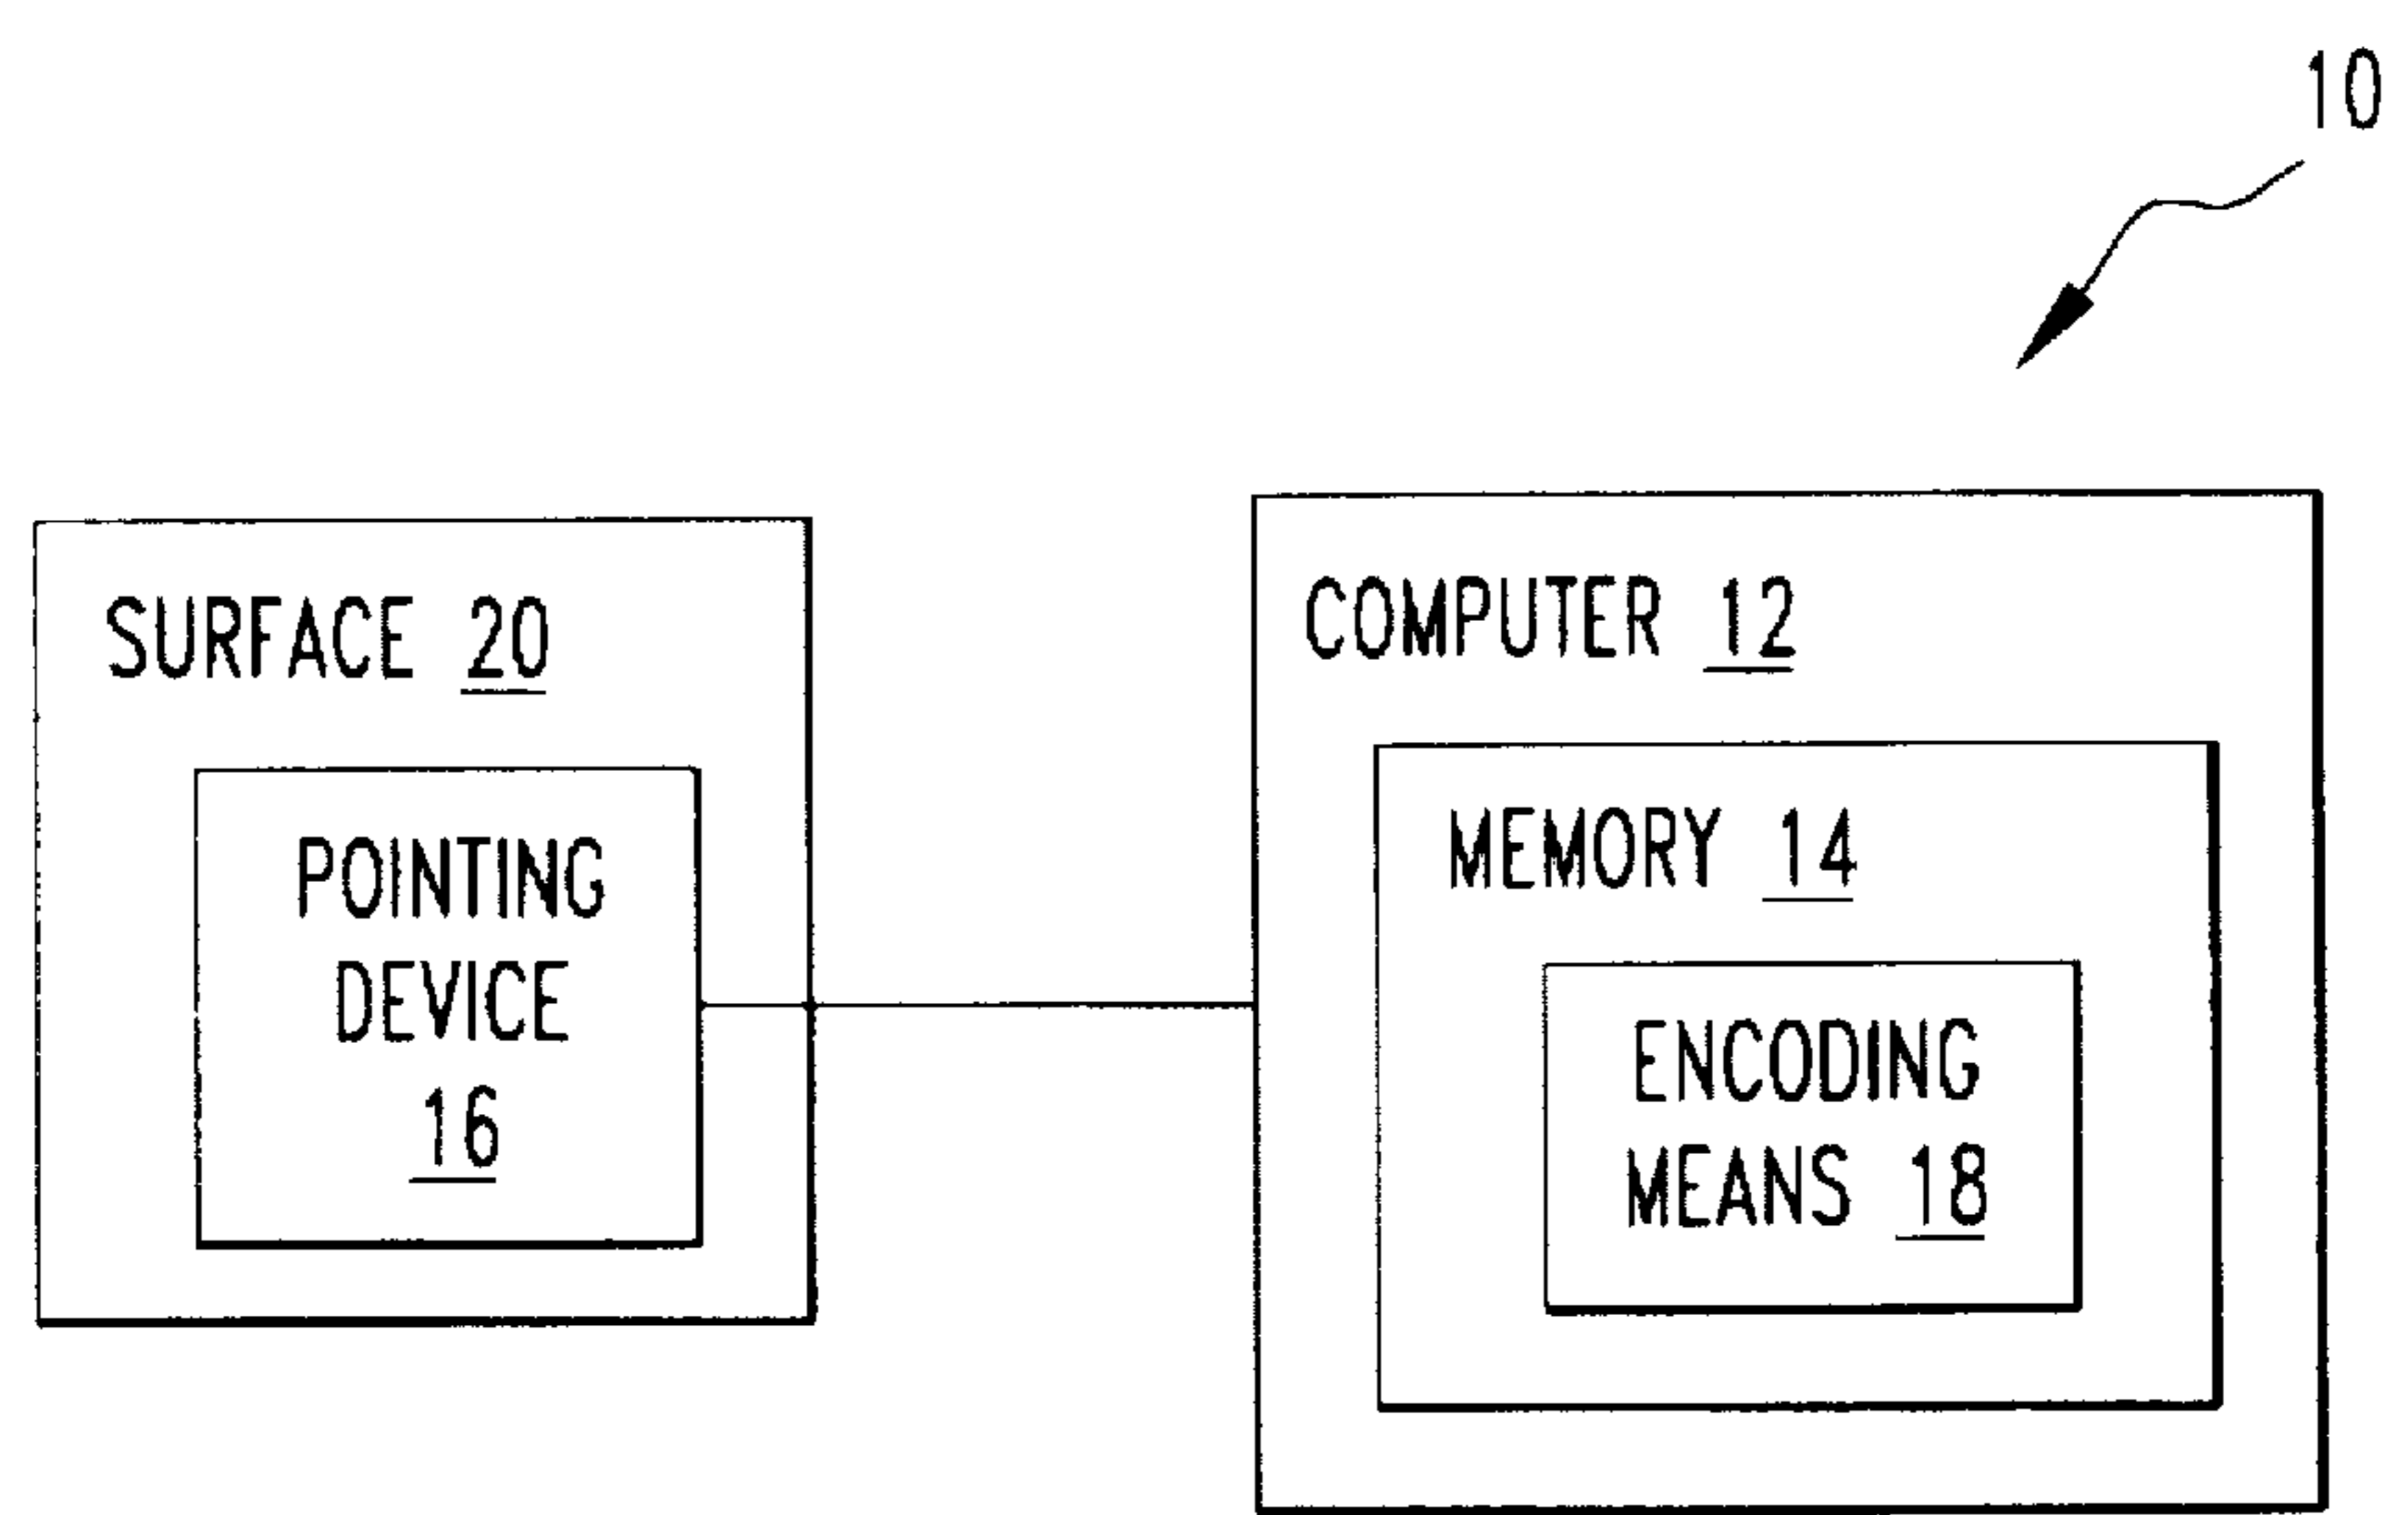 10
SURFACE 20
POINTING
DEVICE
16
COMPUTER 12
MEMORY 14
ENCODING
MEANS 18